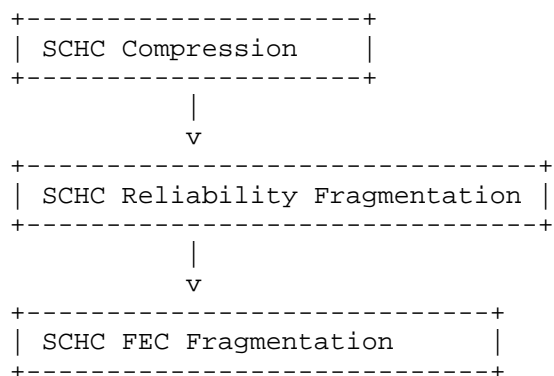 SCHC Compression
v
SCHC Reliability Fragmentation
v
SCHC FEC Fragmentation